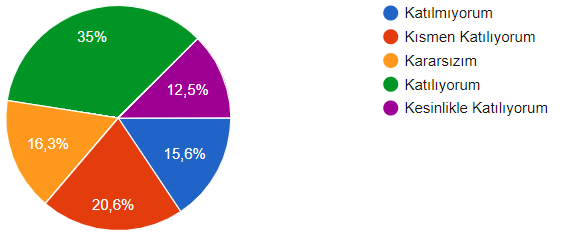 35%
12,5%
16,3%
15,6%
20,6%
Katılmıyorum
Kısmen Katılıyorum
Kararsızım
Katılıyorum
Kesinlikle Katılıyorum